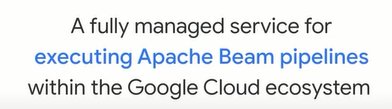 A fully managed service for
executing Apache Beam pipelines
within the Google Cloud ecosystem